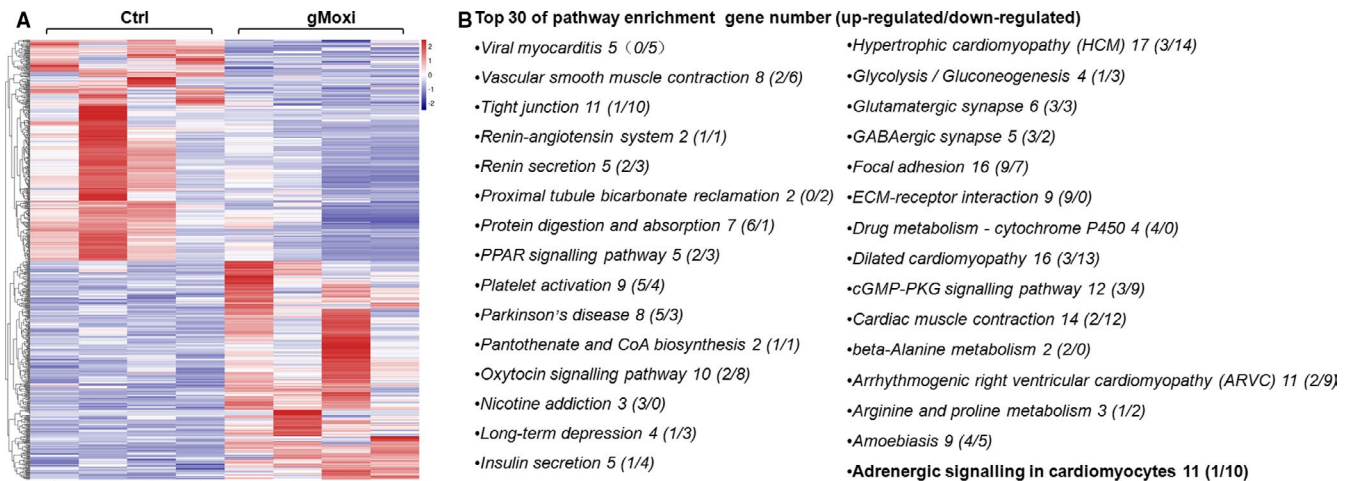 A
Ctrl
gMoxi
2
1
0
-1
-2
B Top 30 of pathway enrichment gene number (up-regulated/down-regulated)
•Viral myocarditis 5（0/5）
•Vascular smooth muscle contraction 8 (2/6)
•Tight junction 11 (1/10)
•Renin-angiotensin system 2 (1/1)
•Renin secretion 5 (2/3)
•Proximal tubule bicarbonate reclamation 2 (0/2)
•Protein digestion and absorption 7 (6/1)
•PPAR signalling pathway 5 (2/3)
•Platelet activation 9 (5/4)
•Parkinson's disease 8 (5/3)
•Pantothenate and CoA biosynthesis 2 (1/1)
•Oxytocin signalling pathway 10 (2/8)
•Nicotine addiction 3 (3/0)
•Long-term depression 4 (1/3)
•Insulin secretion 5 (1/4)
•Hypertrophic cardiomyopathy (HCM) 17 (3/14)
•Glycolysis / Gluconeogenesis 4 (1/3)
•Glutamatergic synapse 6 (3/3)
•GABAergic synapse 5 (3/2)
•Focal adhesion 16 (9/7)
•ECM-receptor interaction 9 (9/0)
•Drug metabolism - cytochrome P450 4 (4/0)
•Dilated cardiomyopathy 16 (3/13)
•cGMP-PKG signalling pathway 12 (3/9)
•Cardiac muscle contraction 14 (2/12)
•beta-Alanine metabolism 2 (2/0)
•Arrhythmogenic right ventricular cardiomyopathy (ARVC) 11 (2/9)
•Arginine and proline metabolism 3 (1/2)
•Amoebiasis 9 (4/5)
•Adrenergic signalling in cardiomyocytes 11 (1/10)